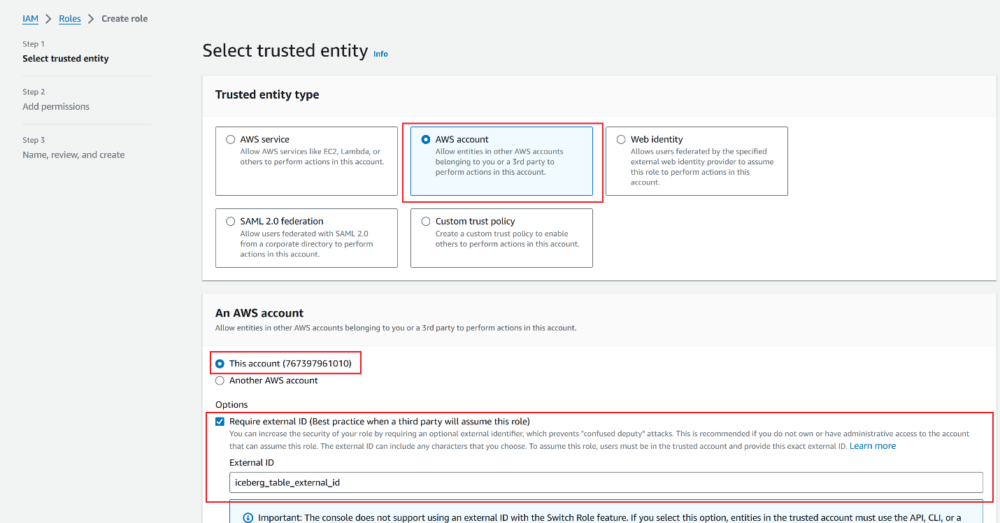 IAM > Roles > Create role
Step 1
Select trusted entity
Step 2
Add permissions
Step 3
Name, review, and create
Select trusted entity Info
Trusted entity type
AWS service
Allow AWS services like EC2, Lambda, or
others to perform actions in this account.
AWS account
Allow entities in other AWS accounts
belonging to you or a 3rd party to
perform actions in this account.
Web identity
Allows users federated by the specified
external web identity provider to assume
this role to perform actions in this
account.
SAML 2.0 federation
Allow users federated with SAML 2.0
from a corporate directory to perform
actions in this account.
Custom trust policy
Create a custom trust policy to enable
others to perform actions in this account.
An AWS account
Allow entities in other AWS accounts belonging to you or a 3rd party to perform actions in this account.
This account (767397961010)
Another AWS account
Options
Require external ID (Best practice when a third party will assume this role)
You can increase the security of your role by requiring an optional external identifier, which prevents "confused deputy" attacks. This is recommended if you do not own or have administrative access to the account
that can assume this role. The external ID can include any characters that you choose. To assume this role, users must be in the trusted account and provide this exact external ID. Learn more
External ID
iceberg_table_external_id
Important: The console does not support using an external ID with the Switch Role feature. If you select this option, entities in the trusted account must use the API, CLI, or a